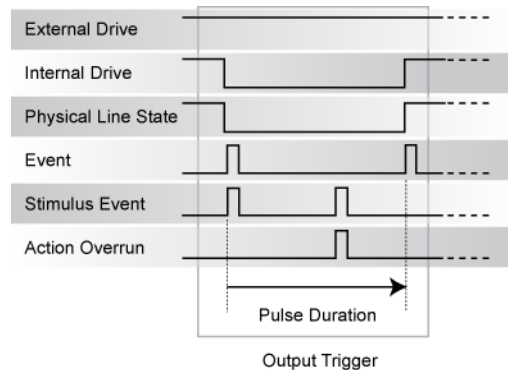 External Drive
Internal Drive
Physical Line State
Event
Stimulus Event
Action Overrun
Pulse Duration
Output Trigger